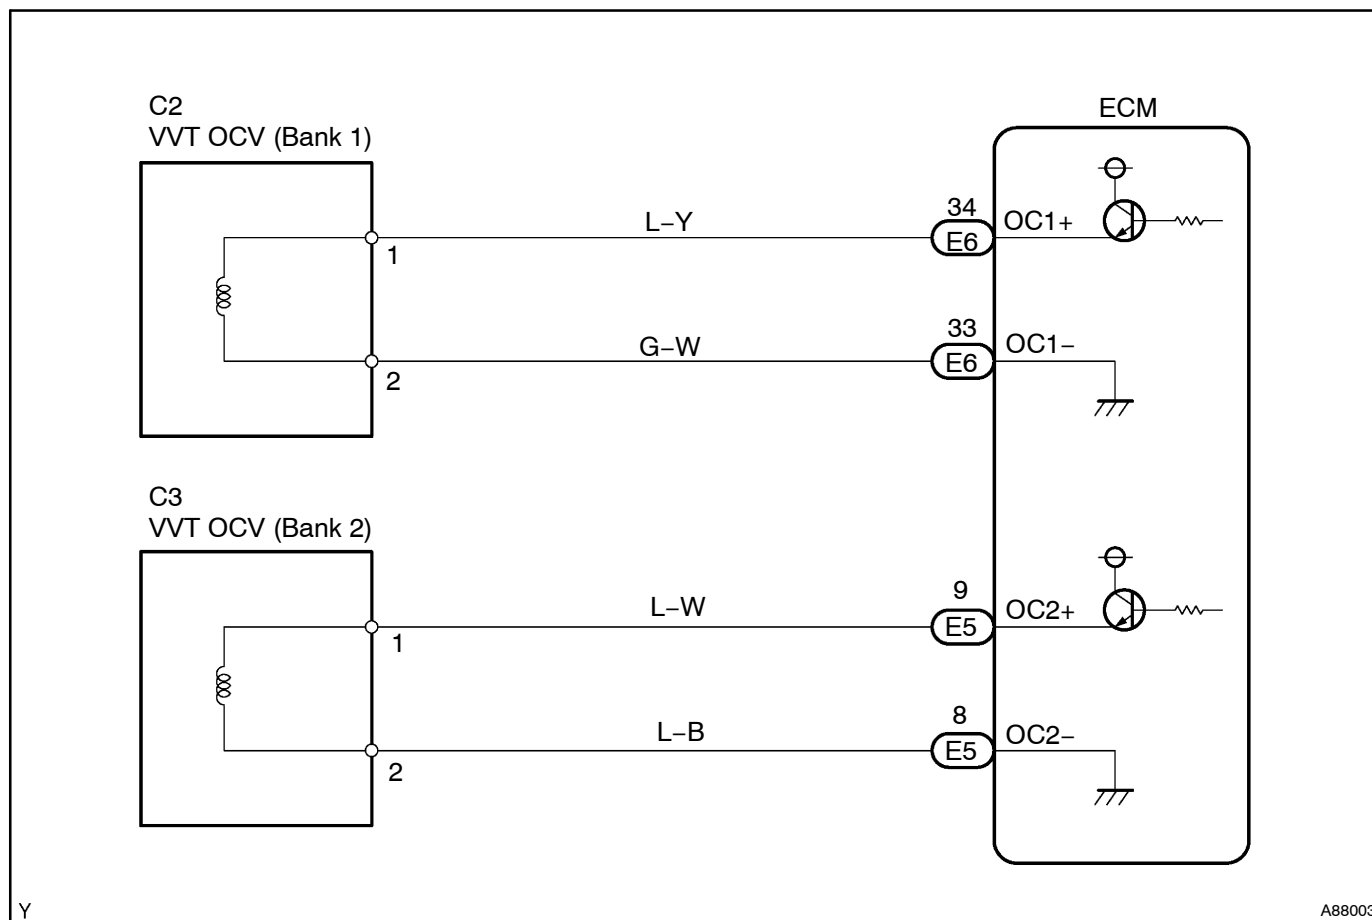 C2
VVT OCV (Bank 1)
ECM
1
L−Y
34
E6
OC1+
2
G−W
33
E6
OC1−
C3
VVT OCV (Bank 2)
1
L−W
9
E5
OC2+
2
L−B
8
E5
OC2−
Y
A88003